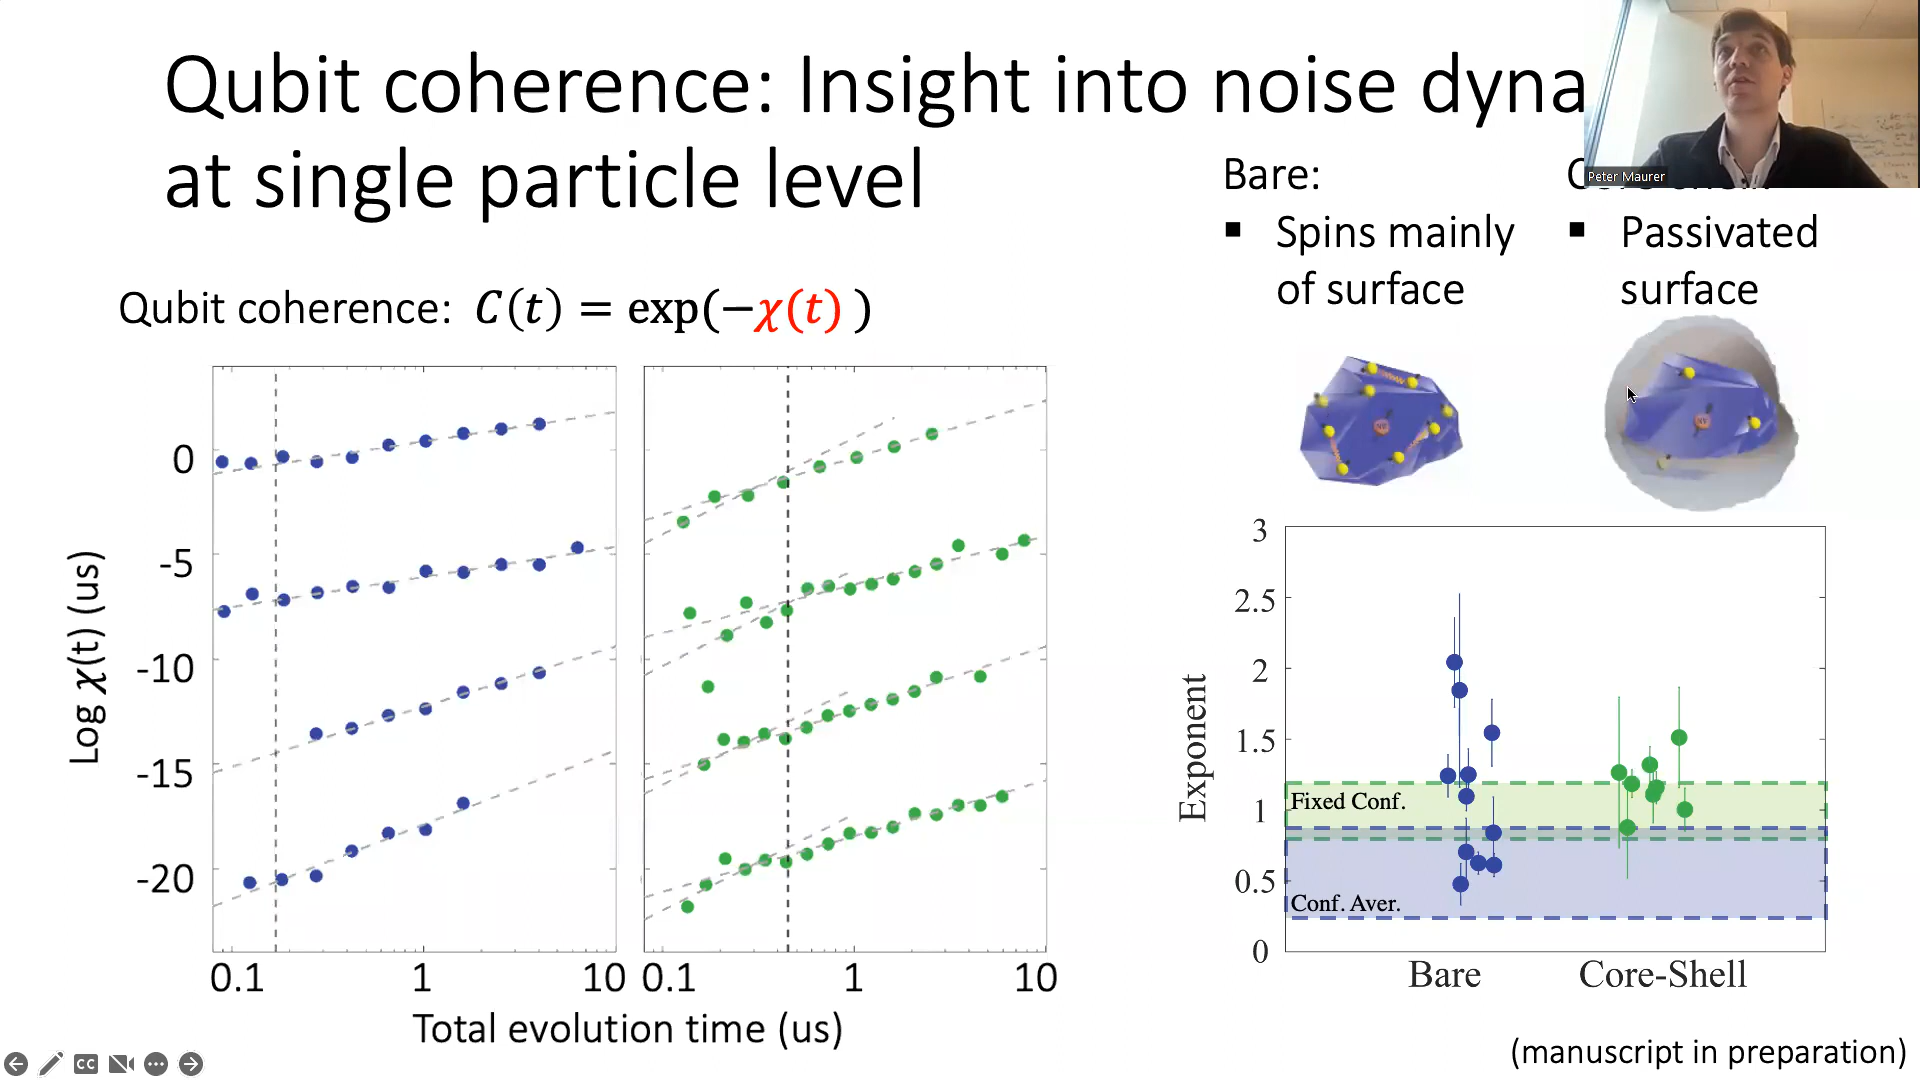 Qubit coherence: Insight into noise
at single particle level
Peter Maurer
Bare:
▪ Spins mainly
of surface
▪ Passivated
surface
Qubit coherence: C(t) = exp(−χ(t) )
Log χ(t) (us)
0
-5
-10
-15
-20
0.1 1 10 0.1 1 10
Total evolution time (us)
Exponent
3
2.5
2
1.5
1
0.5
0
Fixed Conf.
Conf. Aver.
Bare Core-Shell
(manuscript in preparation)
CC